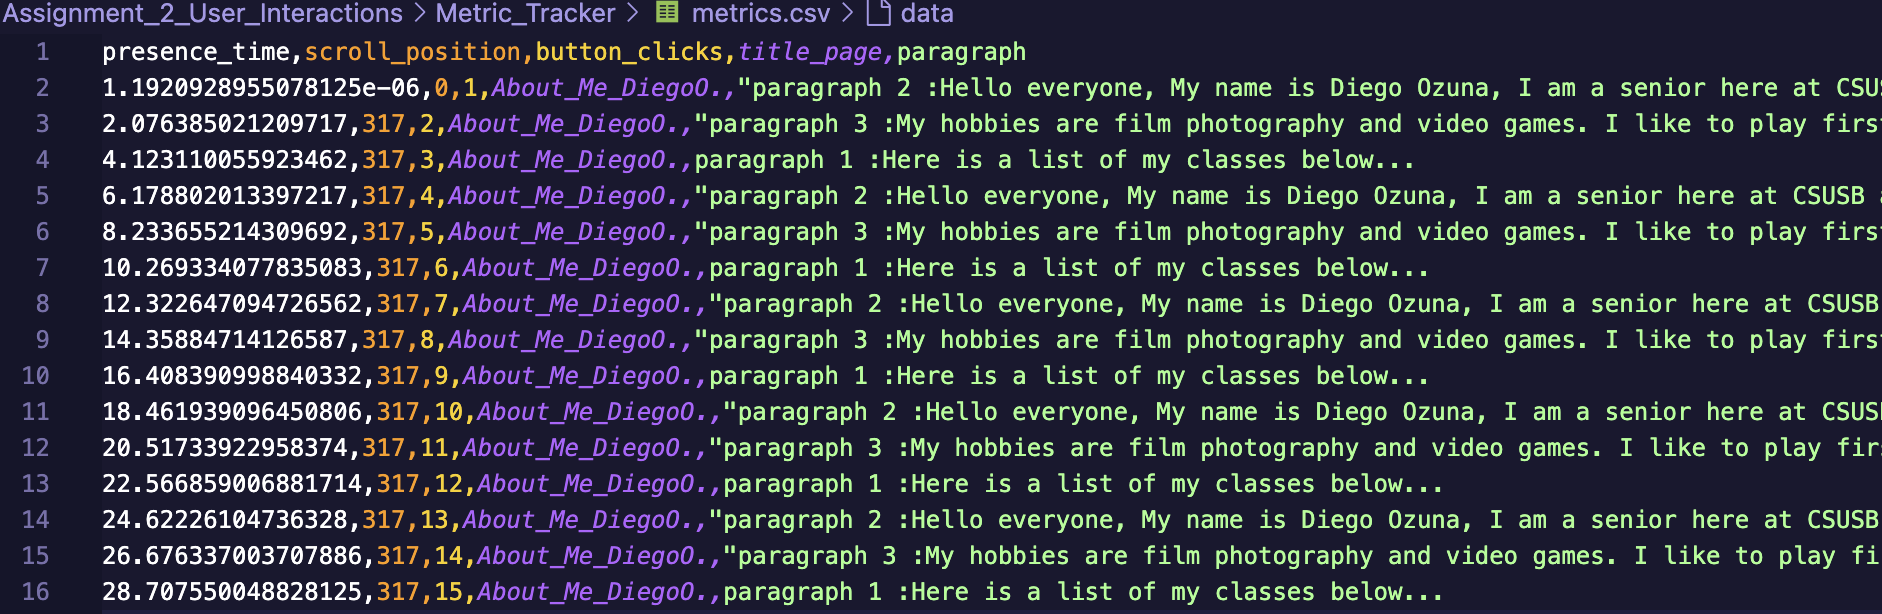 Assignment_2_User_Interactions > Metric_Tracker > metrics.csv > data
1 presence_time,scroll_position,button_clicks,title_page,paragraph
2 1.1920928955078125e-06,0,1,About_Me_DiegoO.,"paragraph 2 :Hello everyone, My name is Diego Ozuna, I am a senior here at CSU
3 2.076385021209717,317,2,About_Me_DiegoO.,"paragraph 3 :My hobbies are film photography and video games. I like to play firs
4 4.123110055923462,317,3,About_Me_DiegoO.,paragraph 1 :Here is a list of my classes below...
5 6.178802013397217,317,4,About_Me_DiegoO.,"paragraph 2 :Hello everyone, My name is Diego Ozuna, I am a senior here at CSUSB
6 8.233655214309692,317,5,About_Me_DiegoO.,"paragraph 3 :My hobbies are film photography and video games. I like to play firs
7 10.269334077835083,317,6,About_Me_DiegoO.,paragraph 1 :Here is a list of my classes below...
8 12.322647094726562,317,7,About_Me_DiegoO.,"paragraph 2 :Hello everyone, My name is Diego Ozuna, I am a senior here at CSUSB
9 14.35884714126587,317,8,About_Me_DiegoO.,"paragraph 3 :My hobbies are film photography and video games. I like to play firs
10 16.408390998840332,317,9,About_Me_DiegoO.,paragraph 1 :Here is a list of my classes below...
11 18.461939096450806,317,10,About_Me_DiegoO.,"paragraph 2 :Hello everyone, My name is Diego Ozuna, I am a senior here at CSUS
12 20.51733922958374,317,11,About_Me_DiegoO.,"paragraph 3 :My hobbies are film photography and video games. I like to play fir
13 22.566859006881714,317,12,About_Me_DiegoO.,paragraph 1 :Here is a list of my classes below...
14 24.62226104736328,317,13,About_Me_DiegoO.,"paragraph 2 :Hello everyone, My name is Diego Ozuna, I am a senior here at CSUSB
15 26.676337003707886,317,14,About_Me_DiegoO.,"paragraph 3 :My hobbies are film photography and video games. I like to play fi
16 28.707550048828125,317,15,About_Me_DiegoO.,paragraph 1 :Here is a list of my classes below...